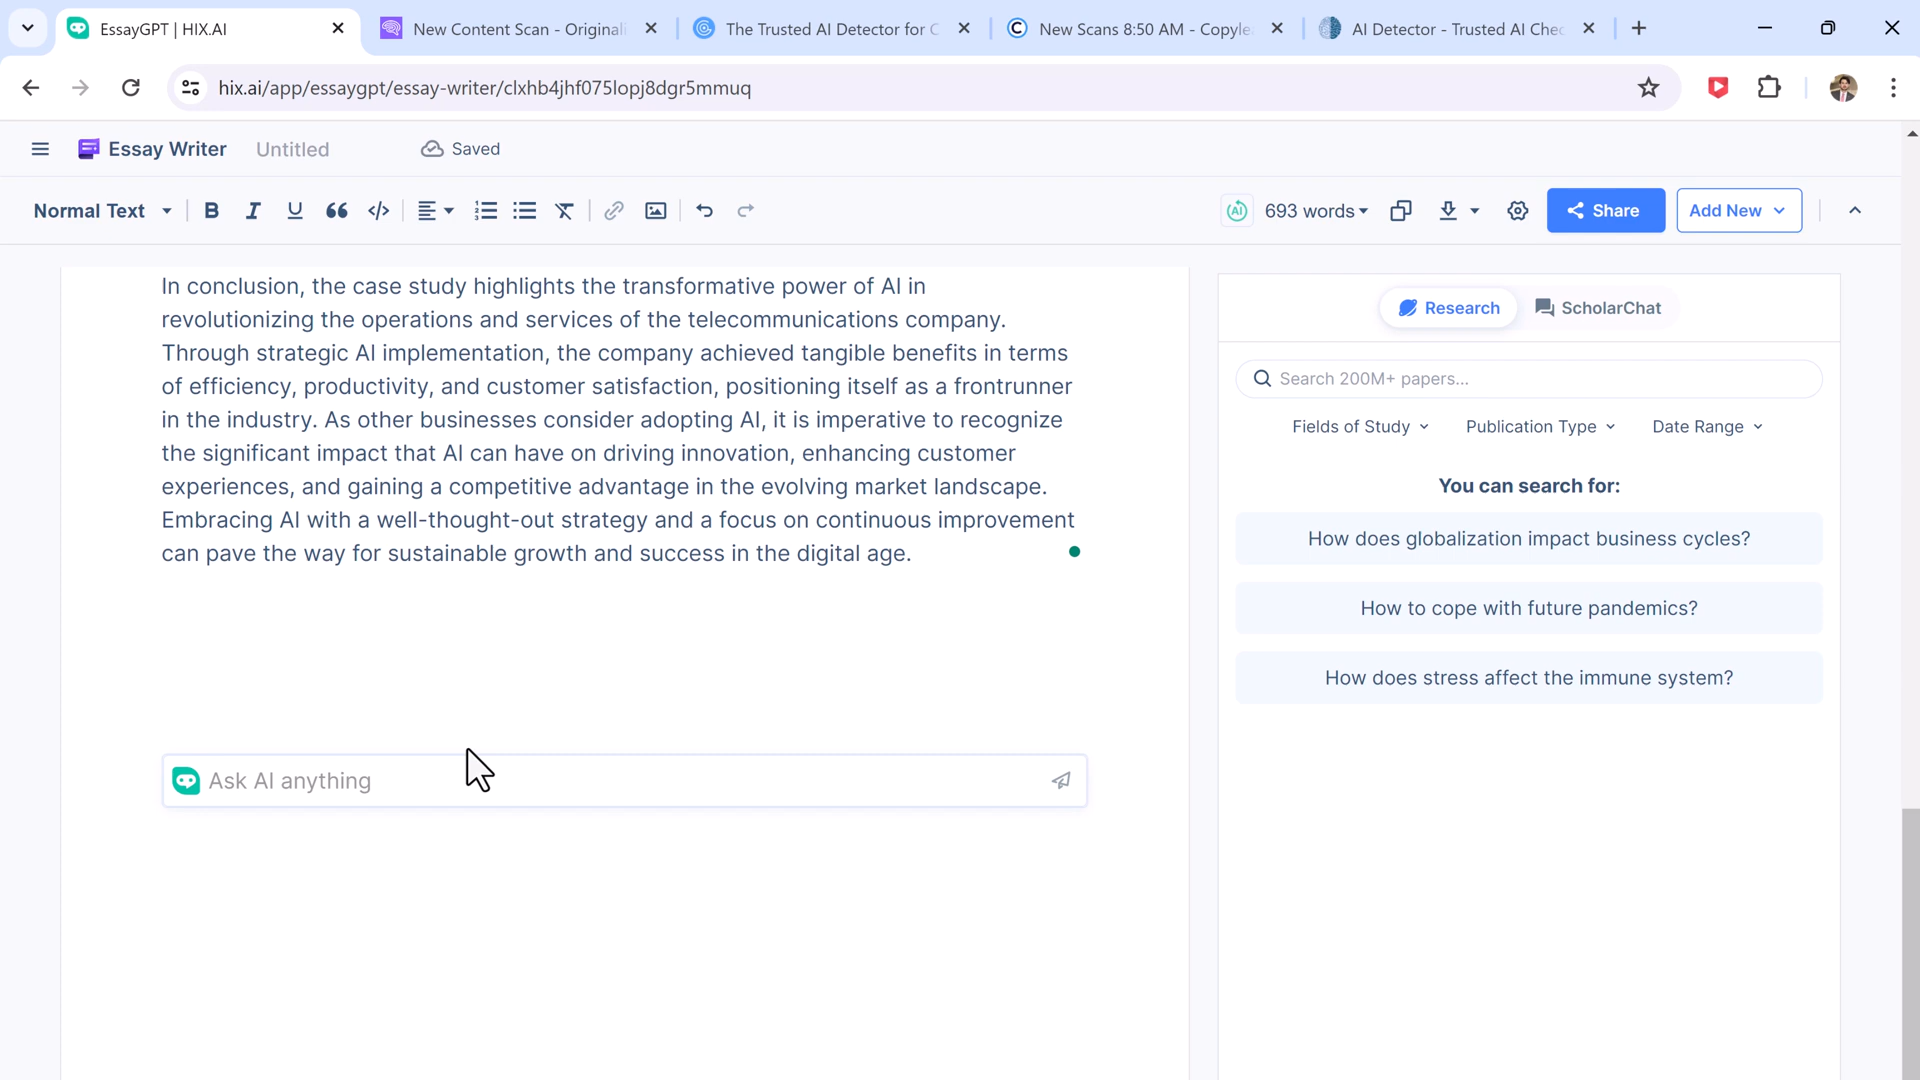 EssayGPT | HIX.AI
New Content Scan - Originali
The Trusted AI Detector for C
New Scans 8:50 AM - Copyle
AI Detector - Trusted AI Chec
hix.ai/app/essaygpt/essay-writer/clxhb4jhf075lopj8dgr5mmuq
Essay Writer Untitled Saved
Normal Text B I U 693 words Share Add New
In conclusion, the case study highlights the transformative power of AI in
revolutionizing the operations and services of the telecommunications company.
Through strategic AI implementation, the company achieved tangible benefits in terms
of efficiency, productivity, and customer satisfaction, positioning itself as a frontrunner
in the industry. As other businesses consider adopting AI, it is imperative to recognize
the significant impact that AI can have on driving innovation, enhancing customer
experiences, and gaining a competitive advantage in the evolving market landscape.
Embracing AI with a well-thought-out strategy and a focus on continuous improvement
can pave the way for sustainable growth and success in the digital age.
Ask AI anything
Research ScholarChat
Search 200M+ papers...
Fields of Study Publication Type Date Range
You can search for:
How does globalization impact business cycles?
How to cope with future pandemics?
How does stress affect the immune system?